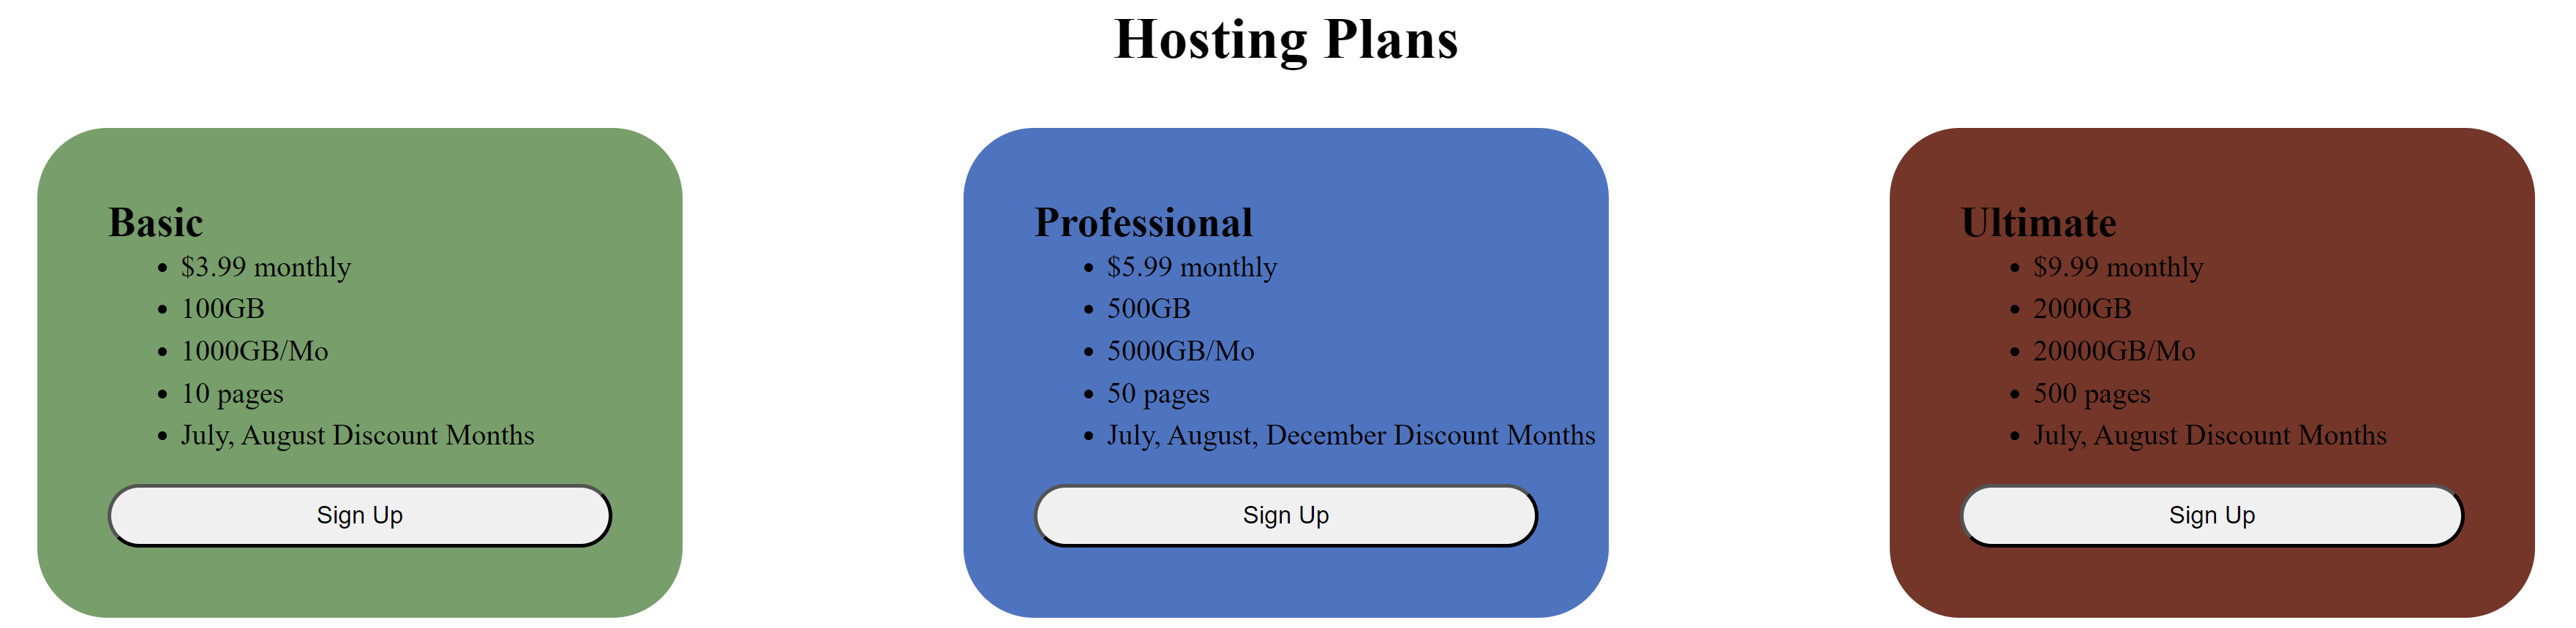 Hosting Plans
Basic
$3.99 monthly
100GB
1000GB/Mo
10 pages
July, August Discount Months
Sign Up
Professional
$5.99 monthly
500GB
5000GB/Mo
50 pages
July, August, December Discount Months
Sign Up
Ultimate
$9.99 monthly
2000GB
20000GB/Mo
500 pages
July, August Discount Months
Sign Up